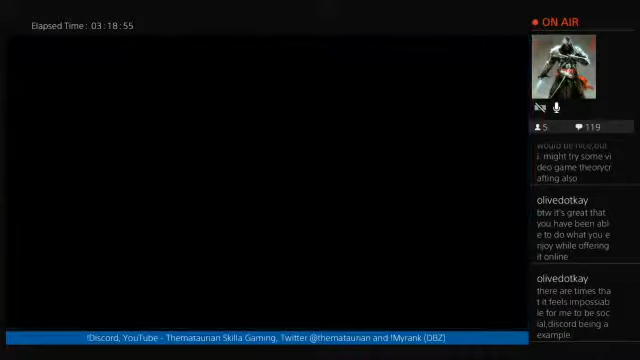 Elapsed Time : 03:18:55
ON AIR
5
119
would be nice,but
i. might try some vi
deo game theorycr
afting also
olivedotkay
btw it's great that
you have been abl
e to do what you e
njoy while offering
it online
olivedotkay
there are times tha
t it feels impossiab
le for me to be soc
ial,discord being a
example.
!Discord, YouTube - Thematauran Skilla Gaming, Twitter @themataurian and !Myrank (DBZ)